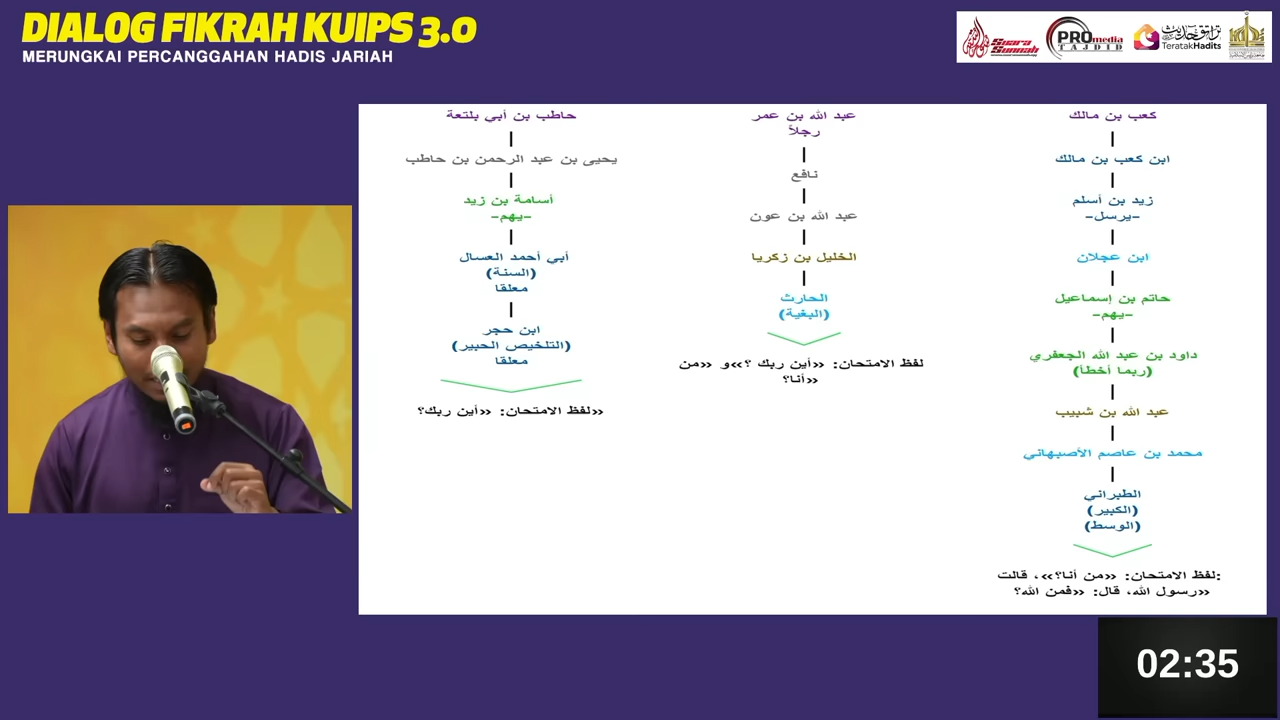 DIALOG FIKRAH KUIPS 3.0
MERUNGKAI PERCANGGAHAN HADIS JARIAH
Suara
Sunnah
PRO media
TAJDID
TeratakHadits
كعب بن مالك
ابن كعب بن مالك
زيد بن أسلم
-يرسل-
ابن عجلان
حاتم بن إسماعيل
-يهم-
داود بن عبد الله الجعفري
(ربما أخطأ)
عبد الله بن شبيب
محمد بن عاصم الأصبهاني
الطبراني
(الكبير)
(الوسط)
لفظ الامتحان: «من أنا؟»، قالت:
«رسول الله، قال: «فمن الله؟
عبد الله بن عمر
رجلاً
نافع
عبد الله بن عون
الخليل بن زكريا
الحارث
(البغية)
لفظ الامتحان: «أين ربك ؟»و «من
أنا؟»
حاطب بن أبي بلتعة
يحيى بن عبد الرحمن بن حاطب
أسامة بن زيد
-يهم-
أبي أحمد العسال
(السنة)
معلقا
ابن حجر
(التلخيص الحبير)
معلقا
«لفظ الامتحان: «أين ربك؟
02:35